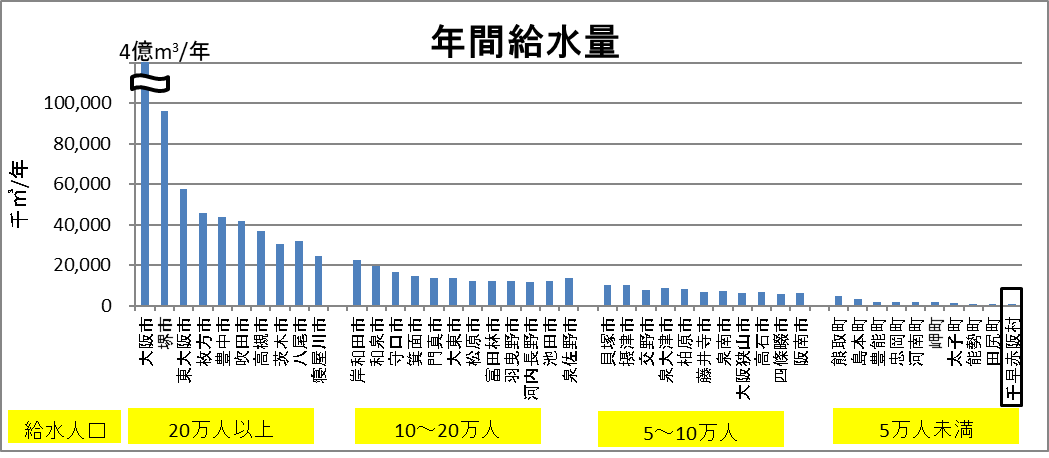 年間給水量
4億m³/年
千㎥/年
100,000
80,000
60,000
40,000
20,000
0
大阪市
堺市
東大阪市
枚方市
豊中市
吹田市
高槻市
茨木市
八尾市
寝屋川市
岸和田市
和泉市
守口市
箕面市
門真市
大東市
松原市
富田林市
羽曳野市
河内長野市
池田市
泉佐野市
貝塚市
摂津市
交野市
泉大津市
柏原市
藤井寺市
泉南市
大阪狭山市
高石市
四條畷市
阪南市
熊取町
島本町
豊能町
忠岡町
河南町
岬町
太子町
能勢町
田尻町
千早赤阪村
給水人口
20万人以上
10～20万人
5～10万人
5万人未満